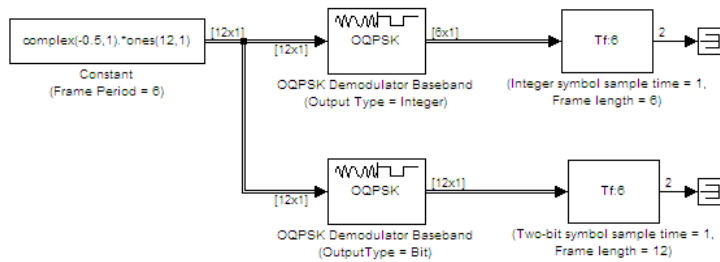 complex(-0.5,1).*ones(12,1)
Constant
(Frame Period = 6)
[12x1]
[12x1]
OQPSK
[6x1]
OQPSK Demodulator Baseband
(Output Type = Integer)
Tf:6
2
(Integer symbol sample time = 1,
Frame length = 6)
[12x1]
OQPSK
[12x1]
OQPSK Demodulator Baseband
(OutputType = Bit)
Tf:6
2
(Two-bit symbol sample time = 1,
Frame length = 12)